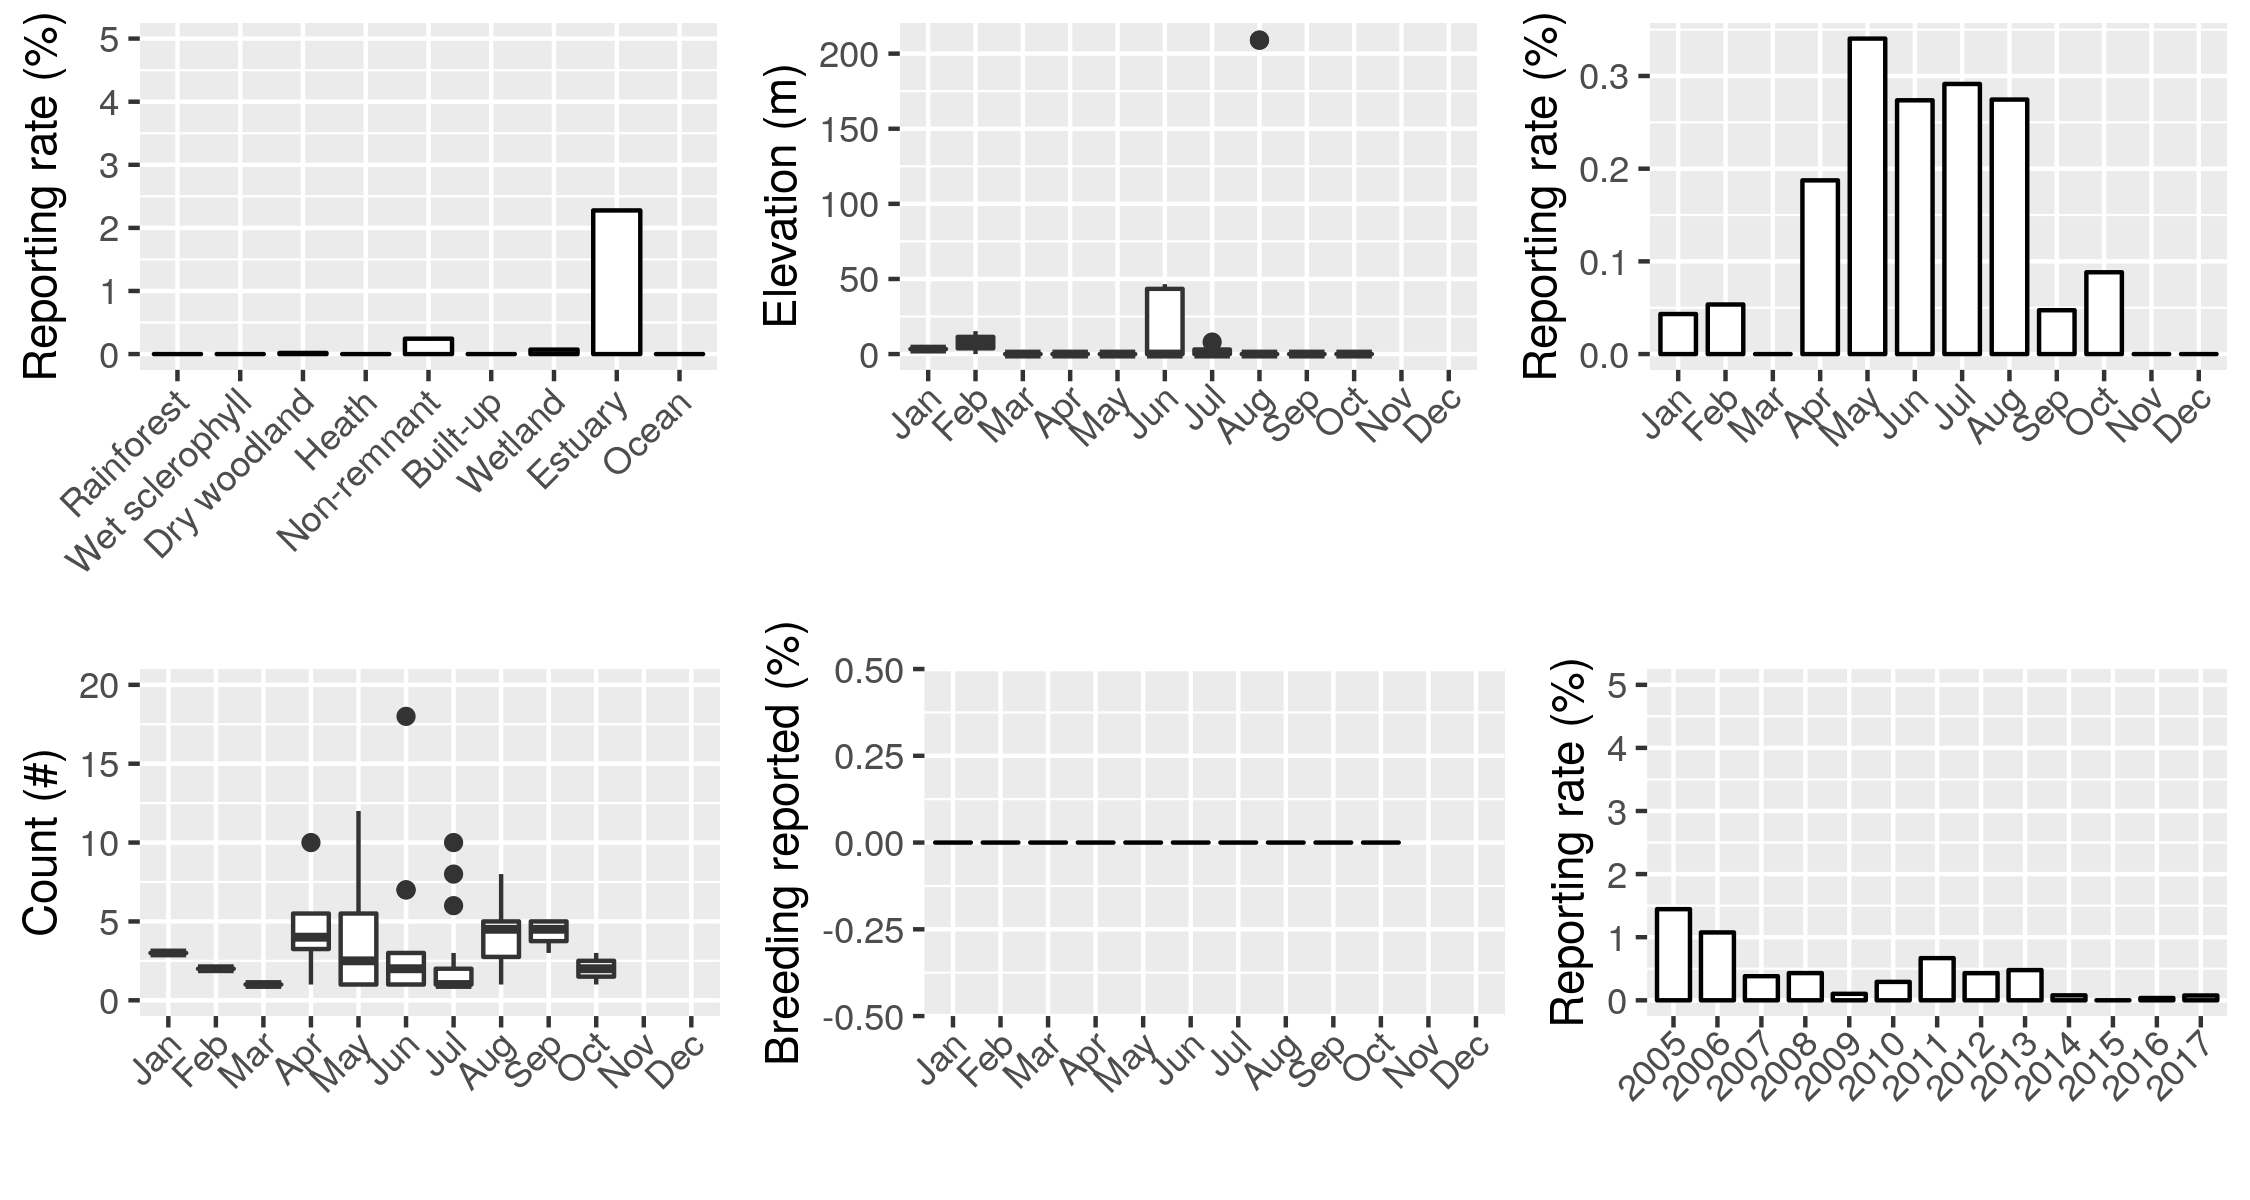 Reporting rate (%)
5
4
3
2
1
0
Rainforest
Wet sclerophyll
Dry woodland
Heath
Non-remnant
Built-up
Wetland
Estuary
Ocean
Elevation (m)
200
150
100
50
0
Jan
Feb
Mar
Apr
May
Jun
Jul
Aug
Sep
Oct
Nov
Dec
Reporting rate (%)
0.3
0.2
0.1
0.0
Jan
Feb
Mar
Apr
May
Jun
Jul
Aug
Sep
Oct
Nov
Dec
Count (#)
20
15
10
5
0
Jan
Feb
Mar
Apr
May
Jun
Jul
Aug
Sep
Oct
Nov
Dec
Breeding reported (%)
0.50
0.25
0.00
-0.25
-0.50
Jan
Feb
Mar
Apr
May
Jun
Jul
Aug
Sep
Oct
Nov
Dec
Reporting rate (%)
5
4
3
2
1
0
2005
2006
2007
2008
2009
2010
2011
2012
2013
2014
2015
2016
2017